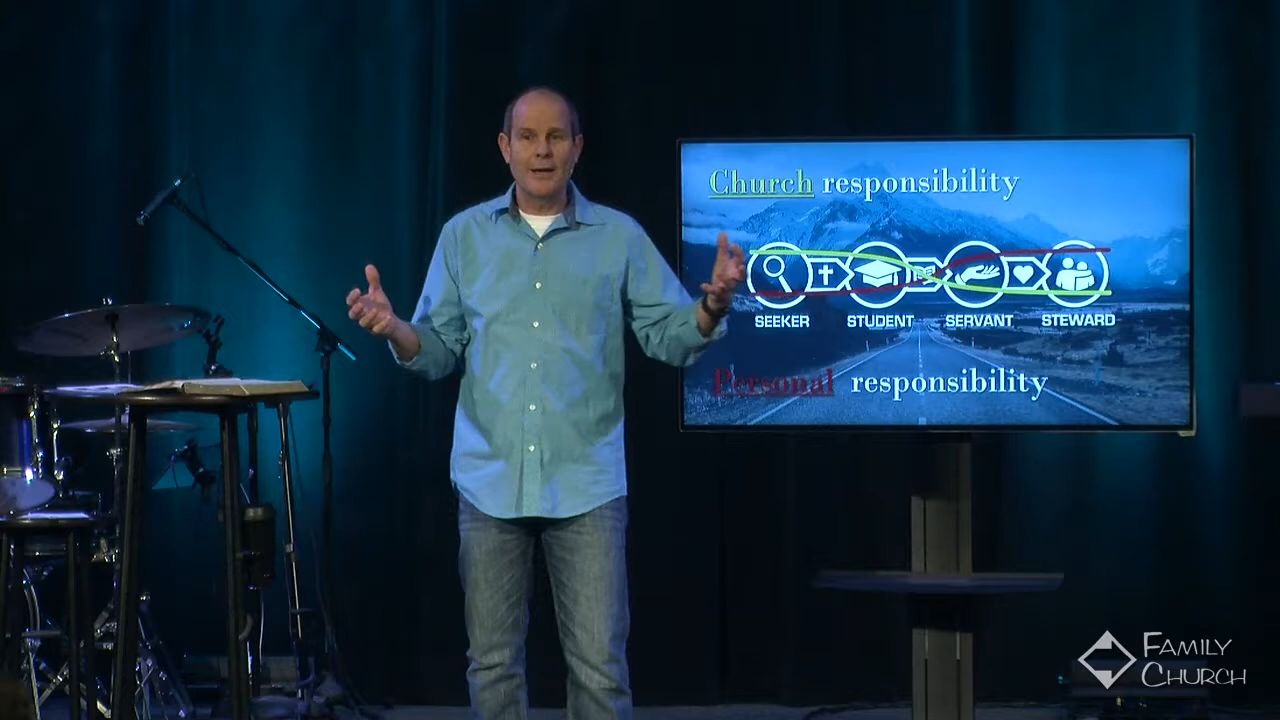 Church responsibility
SEEKER STUDENT SERVANT STEWARD
Personal responsibility
FAMILY
CHURCH